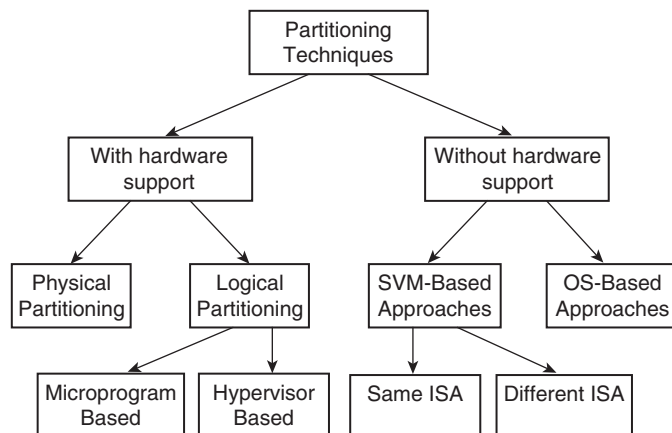 Partitioning
Techniques
With hardware
support
Without hardware
support
Physical
Partitioning
Logical
Partitioning
SVM-Based
Approaches
OS-Based
Approaches
Microprogram
Based
Hypervisor
Based
Same ISA
Different ISA